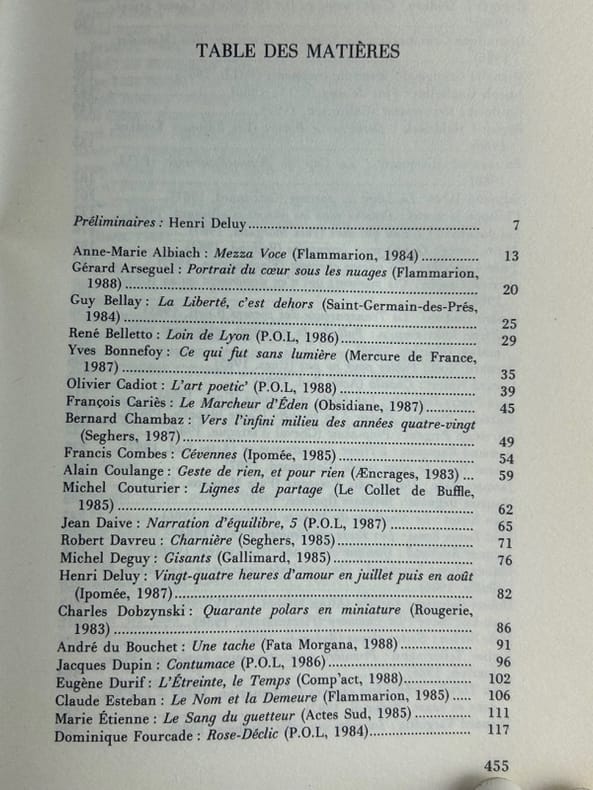 TABLE DES MATIÈRES
Préliminaires : Henri Deluy 7
Anne-Marie Albiach : Mezza Voce (Flammarion, 1984) 13
Gérard Arseguel : Portrait du cœur sous les nuages (Flammarion,
1988) 20
Guy Bellay : La Liberté, c'est dehors (Saint-Germain-des-Prés,
1984) 25
René Belletto : Loin de Lyon (P.O.L, 1986) 29
Yves Bonnefoy : Ce qui fut sans lumière (Mercure de France,
1987) 35
Olivier Cadiot : L'art poetic' (P.O.L, 1988) 39
François Cariès : Le Marcheur d'Éden (Obsidiane, 1987) 45
Bernard Chambaz : Vers l'infini milieu des années quatre-vingt
(Seghers, 1987) 49
Francis Combes : Cévennes (Ipomée, 1985) 54
Alain Coulange : Geste de rien, et pour rien (Æncrages, 1983) ... 59
Michel Couturier : Lignes de partage (Le Collet de Buffle,
1985) 62
Jean Daive : Narration d'équilibre, 5 (P.O.L, 1987) 65
Robert Davreu : Charnière (Seghers, 1985) 71
Michel Deguy : Gisants (Gallimard, 1985) 76
Henri Deluy : Vingt-quatre heures d'amour en juillet puis en août
(Ipomée, 1987) 82
Charles Dobzynski : Quarante polars en miniature (Rougerie,
1983) 86
André du Bouchet : Une tache (Fata Morgana, 1988) 91
Jacques Dupin : Contumace (P.O.L, 1986) 96
Eugène Durif : L'Étreinte, le Temps (Comp'act, 1988) 102
Claude Esteban : Le Nom et la Demeure (Flammarion, 1985) ..... 106
Marie Étienne : Le Sang du guetteur (Actes Sud, 1985) 111
Dominique Fourcade : Rose-Déclic (P.O.L, 1984) 117
455